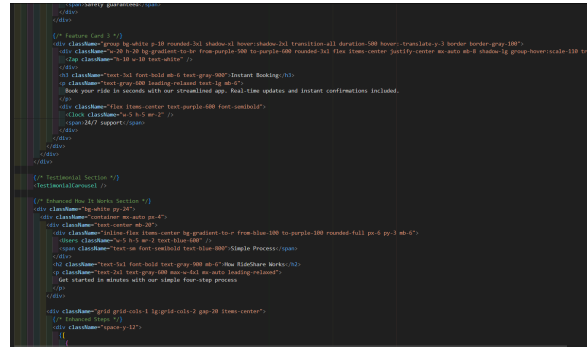 <span>Safety guaranteed</span>
</div>
</div>
{/* Feature Card 3 */}
<div className="group bg-white p-10 rounded-3xl shadow-xl hover:shadow-2xl transition-all duration-500 hover:-translate-y-3 border border-gray-100">
<div className="w-20 h-20 bg-gradient-to-br from-purple-500 to-purple-600 rounded-3xl flex items-center justify-center mx-auto mb-8 shadow-lg group-hover:scale-110 tr
<Zap className="h-10 w-10 text-white" />
</div>
<h3 className="text-3xl font-bold mb-6 text-gray-900">Instant Booking</h3>
<p className="text-gray-600 leading-relaxed text-lg mb-6">
Book your ride in seconds with our streamlined app. Real-time updates and instant confirmations included.
</p>
<div className="flex items-center text-purple-600 font-semibold">
<Clock className="w-5 h-5 mr-2" />
<span>24/7 support</span>
</div>
</div>
</div>
</div>
</div>
{/* Testimonial Section */}
<TestimonialCarousel />
{/* Enhanced How It Works Section */}
<div className="bg-white py-24">
<div className="container mx-auto px-4">
<div className="text-center mb-20">
<div className="inline-flex items-center bg-gradient-to-r from-blue-100 to-purple-100 rounded-full px-6 py-3 mb-6">
<Users className="w-5 h-5 mr-2 text-blue-600" />
<span className="text-sm font-semibold text-blue-800">Simple Process</span>
</div>
<h2 className="text-5xl font-bold text-gray-900 mb-6">How RideShare Works</h2>
<p className="text-2xl text-gray-600 max-w-4xl mx-auto leading-relaxed">
Get started in minutes with our simple four-step process
</p>
</div>
<div className="grid grid-cols-1 lg:grid-cols-2 gap-20 items-center">
{/* Enhanced Steps */}
<div className="space-y-12">
{[
{